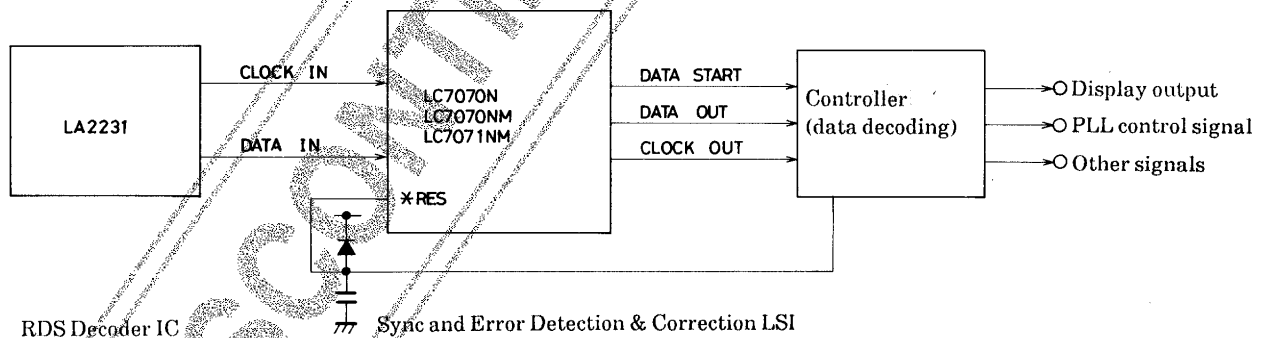 LA2231
CLOCK IN
DATA IN
LC7070N
LC7070NM
LC7071NM
*RES
DATA START
DATA OUT
CLOCK OUT
Controller
(data decoding)
Display output
PLL control signal
Other signals
RDS Decoder IC
Sync and Error Detection & Correction LSI